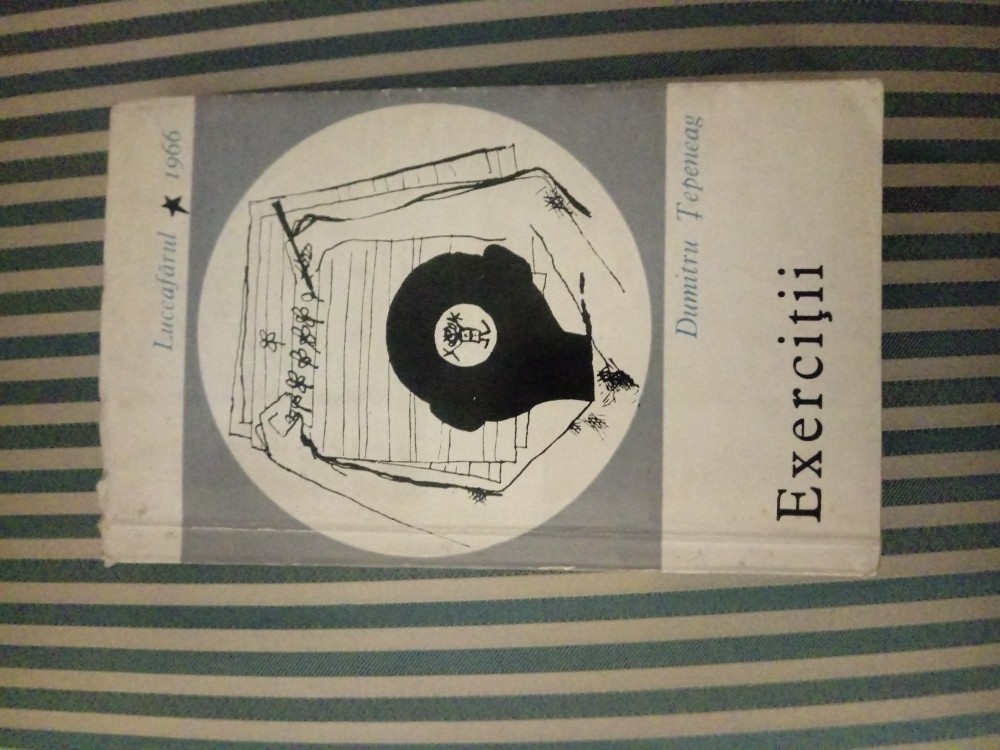 Luceafărul ★ 1966
Dumitru Ţepeneag
Exerciţii